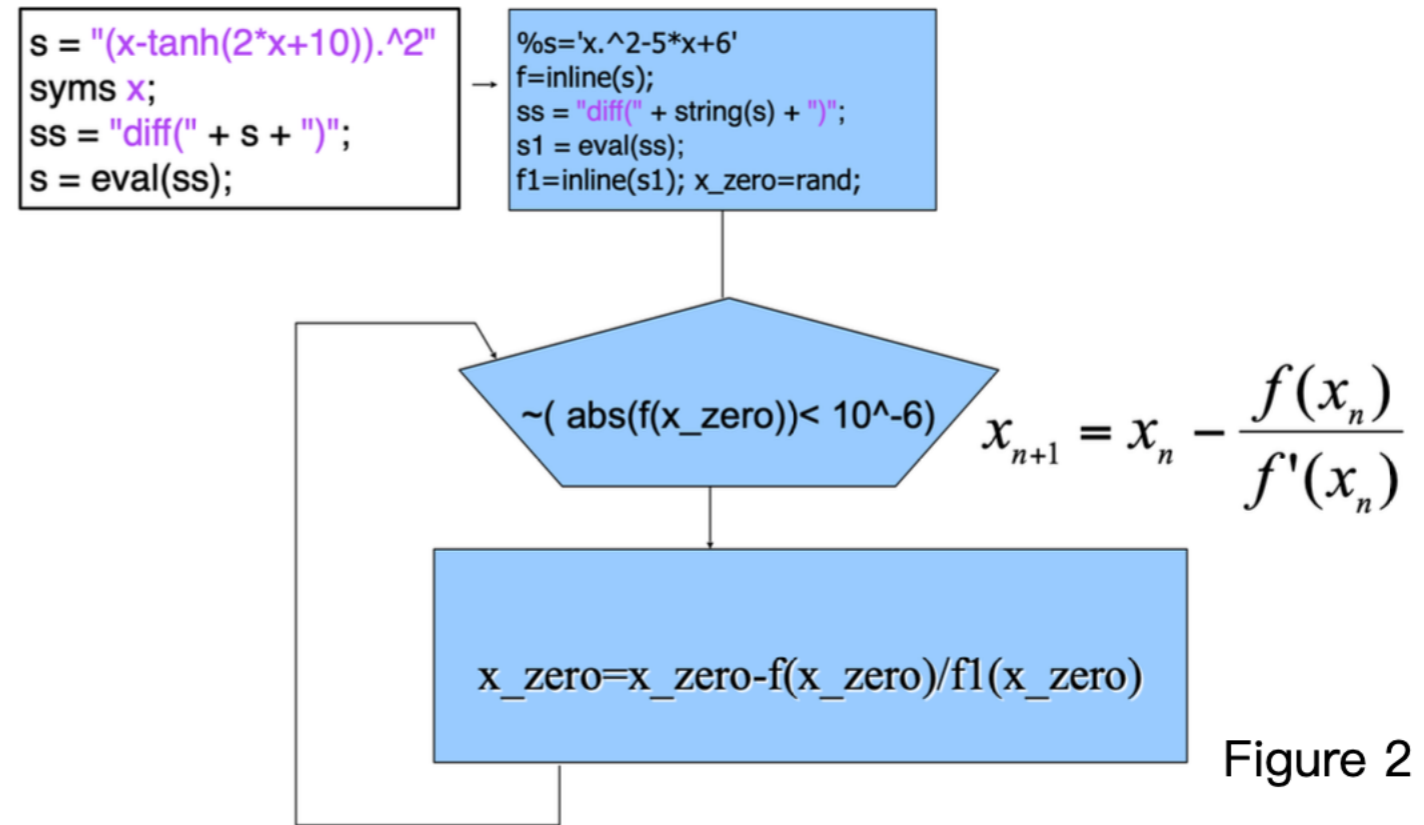 s = "(x-tanh(2*x+10)).^2"
syms x;
ss = "diff(" + s + ")";
s = eval(ss);
%s='x.^2-5*x+6'
f=inline(s);
ss = "diff(" + string(s) + ")";
s1 = eval(ss);
f1=inline(s1); x_zero=rand;
~( abs(f(x_zero))< 10^-6)
x_{n+1} = x_n - \frac{f(x_n)}{f'(x_n)}
x_zero=x_zero-f(x_zero)/f1(x_zero)
Figure 2